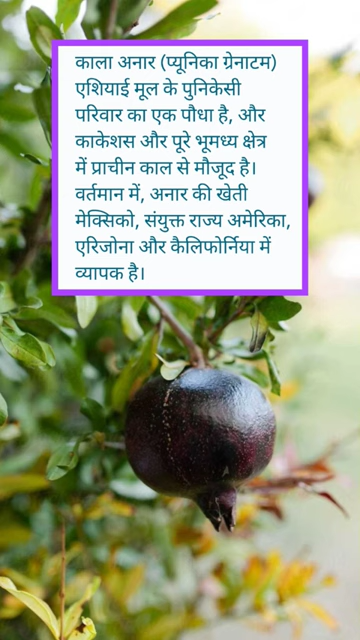 काला अनार (प्यूनिका ग्रेनाटम)
एशियाई मूल के पुनिकेसी
परिवार का एक पौधा है, और
काकेशस और पूरे भूमध्य क्षेत्र
में प्राचीन काल से मौजूद है।
वर्तमान में, अनार की खेती
मेक्सिको, संयुक्त राज्य अमेरिका,
एरिजोना और कैलिफोर्निया में
व्यापक है।